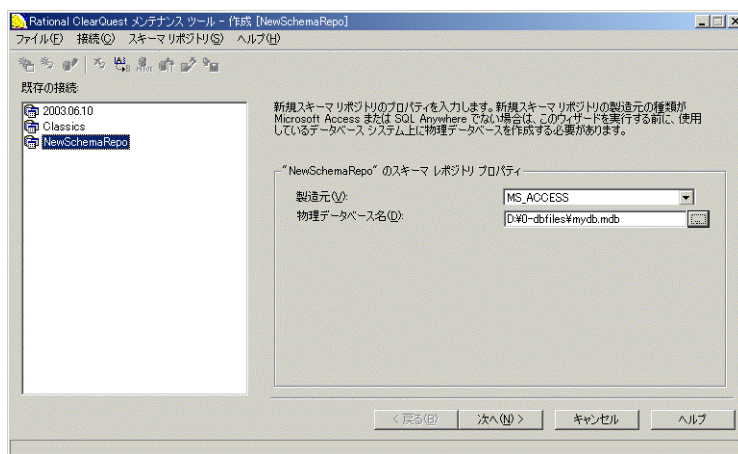 Rational ClearQuest メンテナンス ツール - 作成 [NewSchemaRepo]
ファイル(F) 接続(C) スキーマ リポジトリ(S) ヘルプ(H)
既存の接続:
2003.06.10
Classics
NewSchemaRepo
新規スキーマ リポジトリのプロパティを入力します。新規スキーマ リポジトリの製造元の種類が
Microsoft Access または SQL Anywhere でない場合は、このウィザードを実行する前に、使用
しているデータベース システム上に物理データベースを作成する必要があります。
"NewSchemaRepo" のスキーマ レポジトリ プロパティ
製造元(V): MS_ACCESS
物理データベース名(D): D:¥0-dbfiles¥mydb.mdb
...
< 戻る(B) 次へ(N) > キャンセル ヘルプ